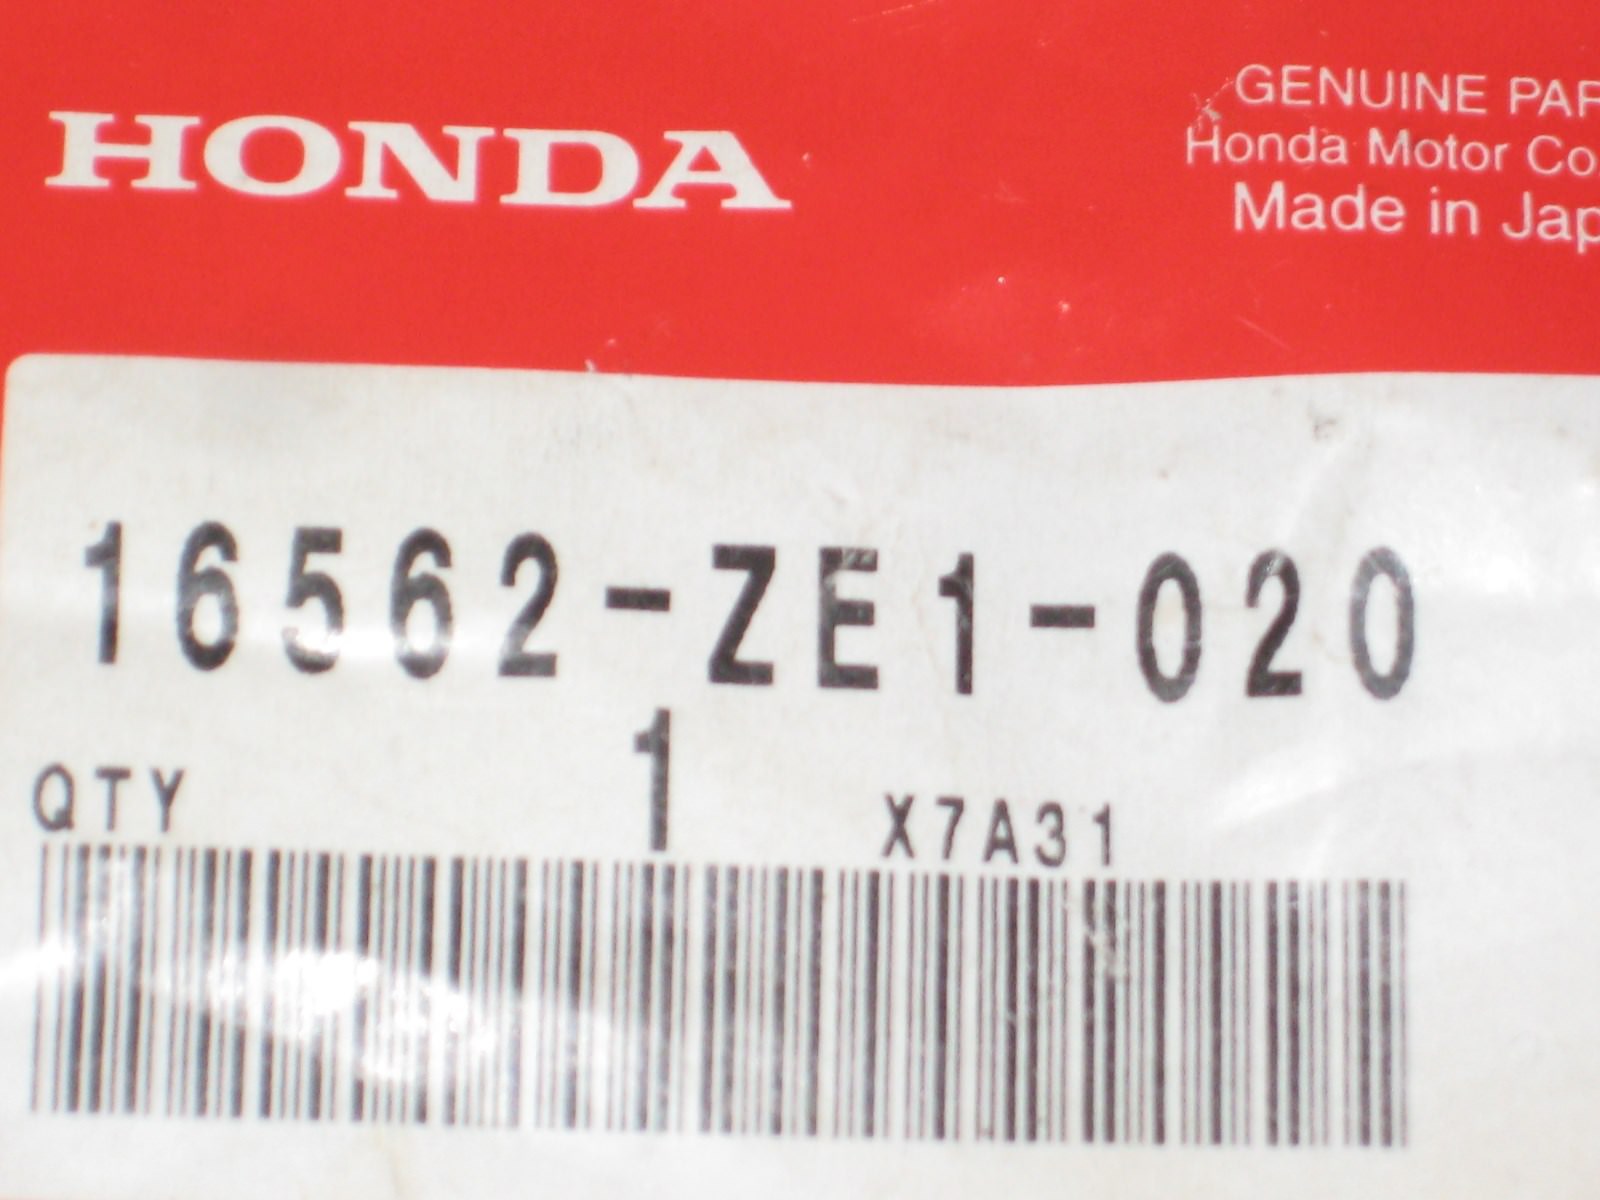 HONDA
GENUINE PAR
Honda Motor Co.
Made in Jap
16562-ZE1-020
QTY 1 X7A31